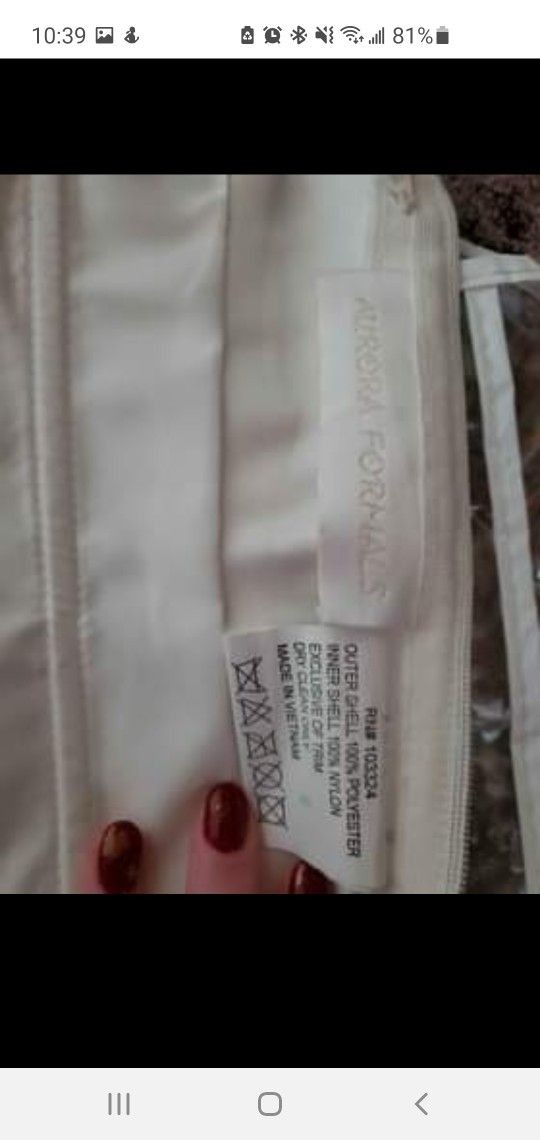 10:39
81%
AURORA FORMALS
RN# 103324
OUTER SHELL 100% POLYESTER
INNER SHELL 100% NYLON
EXCLUSIVE OF TRIM
DRY CLEAN ONLY
MADE IN VIETNAM